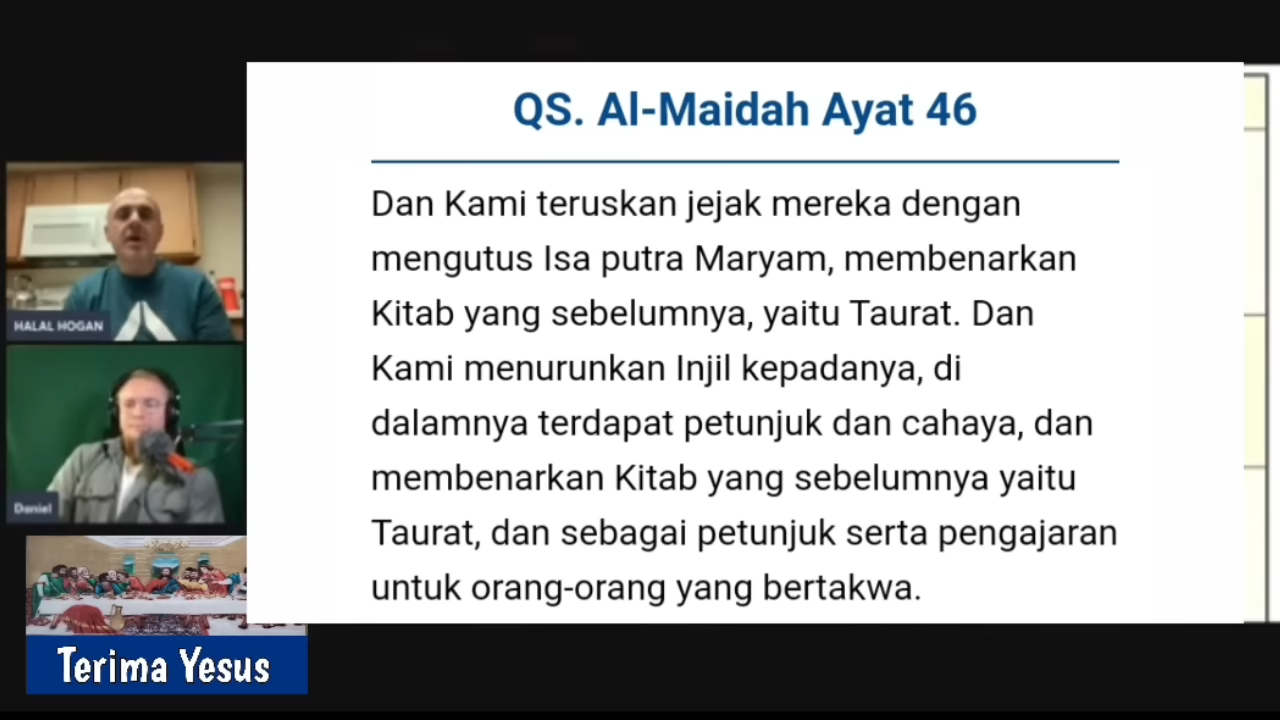 QS. Al-Maidah Ayat 46
Dan Kami teruskan jejak mereka dengan
mengutus Isa putra Maryam, membenarkan
Kitab yang sebelumnya, yaitu Taurat. Dan
Kami menurunkan Injil kepadanya, di
dalamnya terdapat petunjuk dan cahaya, dan
membenarkan Kitab yang sebelumnya yaitu
Taurat, dan sebagai petunjuk serta pengajaran
untuk orang-orang yang bertakwa.
HALAL HOGAN
Daniel
Terima Yesus